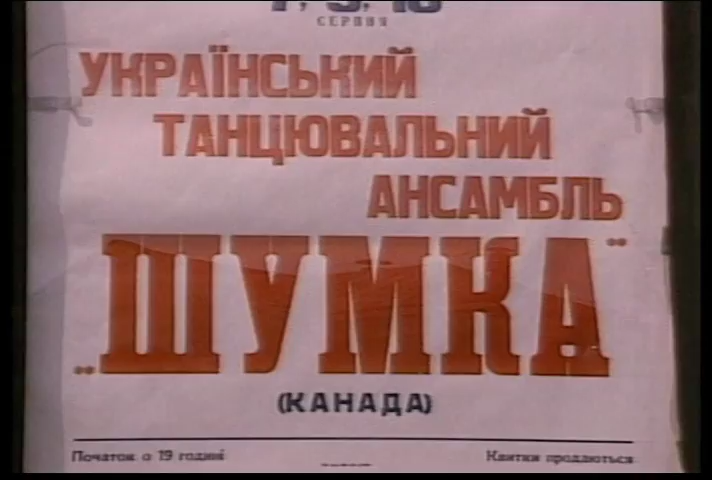 СЕРПНЯ
УКРАЇНСЬКИЙ
ТАНЦЮВАЛЬНИЙ
АНСАМБЛЬ
„ШУМКА”
(КАНАДА)
Початок о 19 годині
Квитки продаються